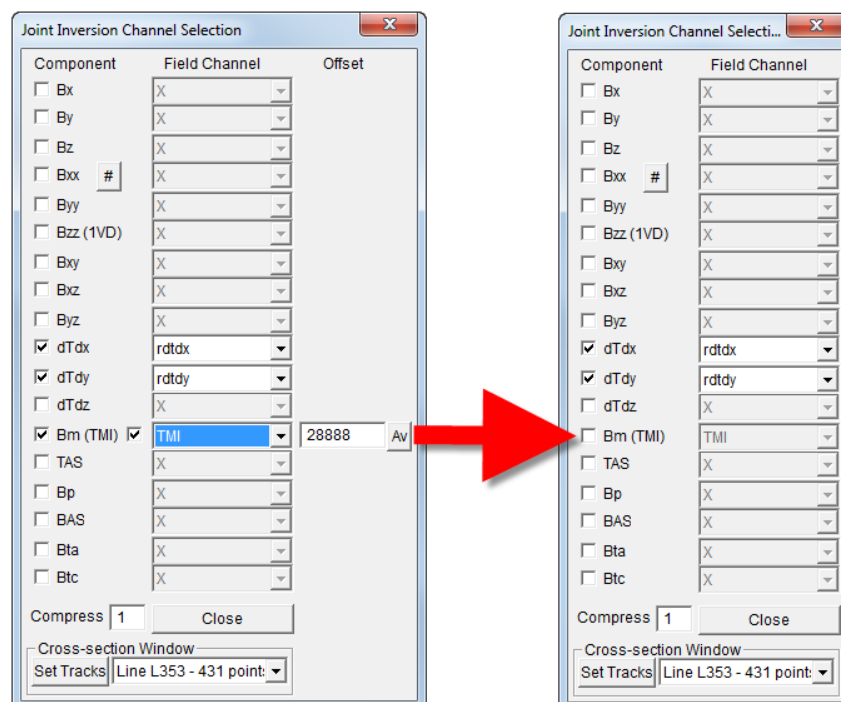 Joint Inversion Channel Selection
Component Field Channel Offset
Bx X
By X
Bz X
Bxx # X
Byy X
Bzz (1VD) X
Bxy X
Bxz X
Byz X
dTdx rdtdx
dTdy rdtdy
dTdz X
Bm (TMI) TMI 28888 Av
TAS X
Bp X
BAS X
Bta X
Btc X
Compress 1 Close
Cross-section Window
Set Tracks Line L353 - 431 point:
Joint Inversion Channel Selecti...
Component Field Channel
Bx X
By X
Bz X
Bxx # X
Byy X
Bzz (1VD) X
Bxy X
Bxz X
Byz X
dTdx rdtdx
dTdy rdtdy
dTdz X
Bm (TMI) TMI
TAS X
Bp X
BAS X
Bta X
Btc X
Compress 1 Close
Cross-section Window
Set Tracks Line L353 - 431 point: